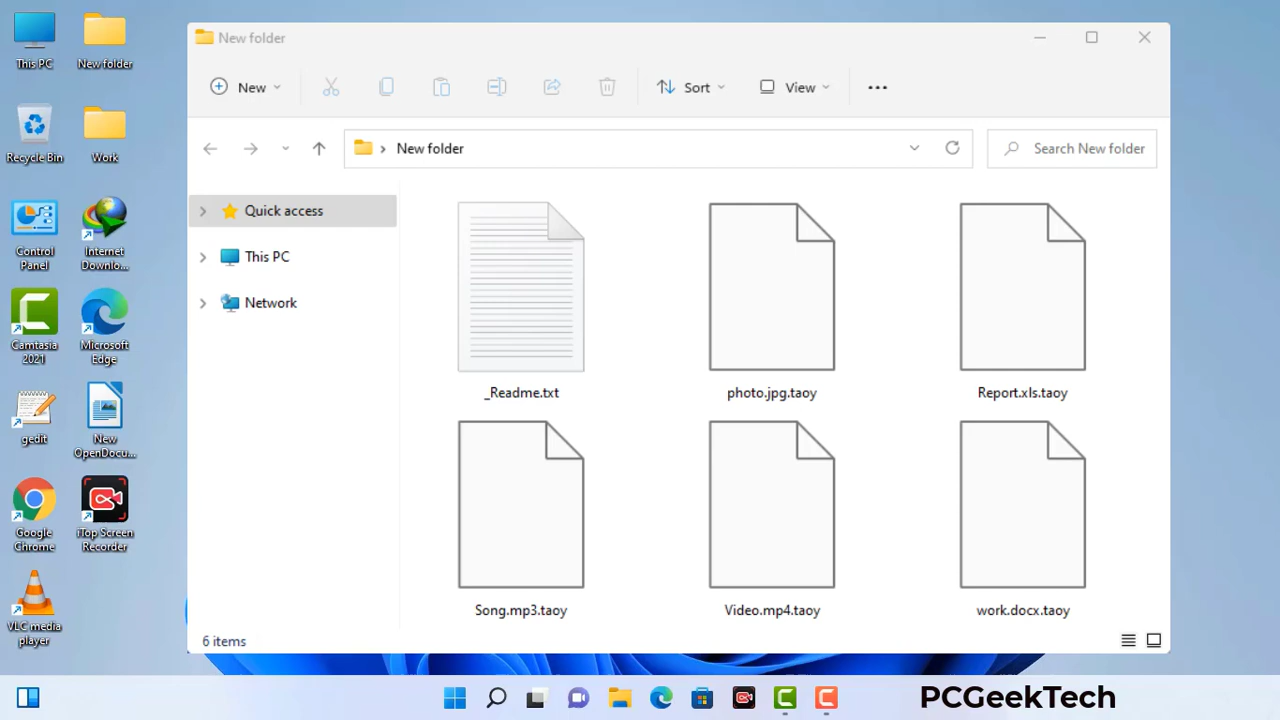 This PC
New folder
Recycle Bin
Work
Control
Panel
Internet
Downlo...
Camtasia
2021
Microsoft
Edge
gedit
New
OpenDocu...
Google
Chrome
iTop Screen
Recorder
VLC media
player
New folder
New
Sort
View
New folder
Search New folder
Quick access
This PC
Network
_Readme.txt
photo.jpg.taoy
Report.xls.taoy
Song.mp3.taoy
Video.mp4.taoy
work.docx.taoy
6 items
PCGeekTech